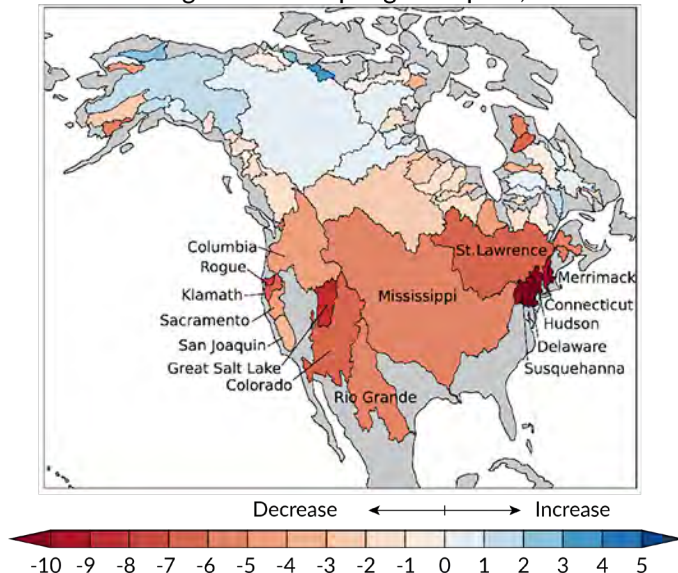 Columbia
Rogue
Klamath
Sacramento
San Joaquin
Great Salt Lake
Colorado
Rio Grande
Mississippi
St.Lawrence
Merrimack
Connecticut
Hudson
Delaware
Susquehanna
Decrease Increase
-10 -9 -8 -7 -6 -5 -4 -3 -2 -1 0 1 2 3 4 5